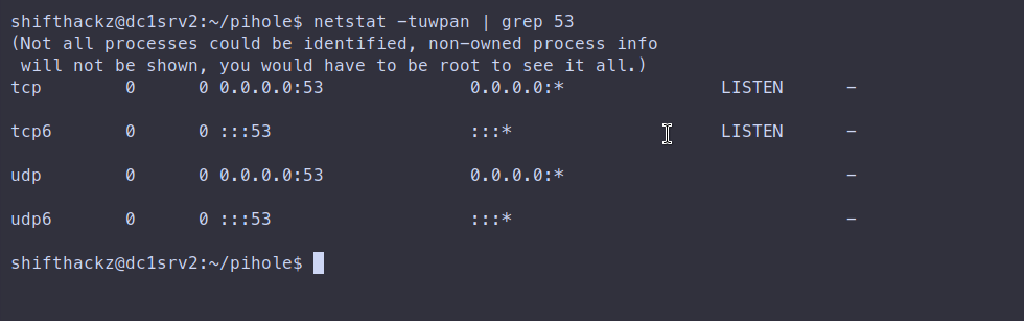 shifthackz@dc1srv2:~/pihole$ netstat -tuwpan | grep 53
(Not all processes could be identified, non-owned process info
 will not be shown, you would have to be root to see it all.)
tcp        0      0 0.0.0.0:53              0.0.0.0:*               LISTEN      -
tcp6       0      0 :::53                   :::*                    LISTEN      -
udp        0      0 0.0.0.0:53              0.0.0.0:*                           -
udp6       0      0 :::53                   :::*                                -
shifthackz@dc1srv2:~/pihole$